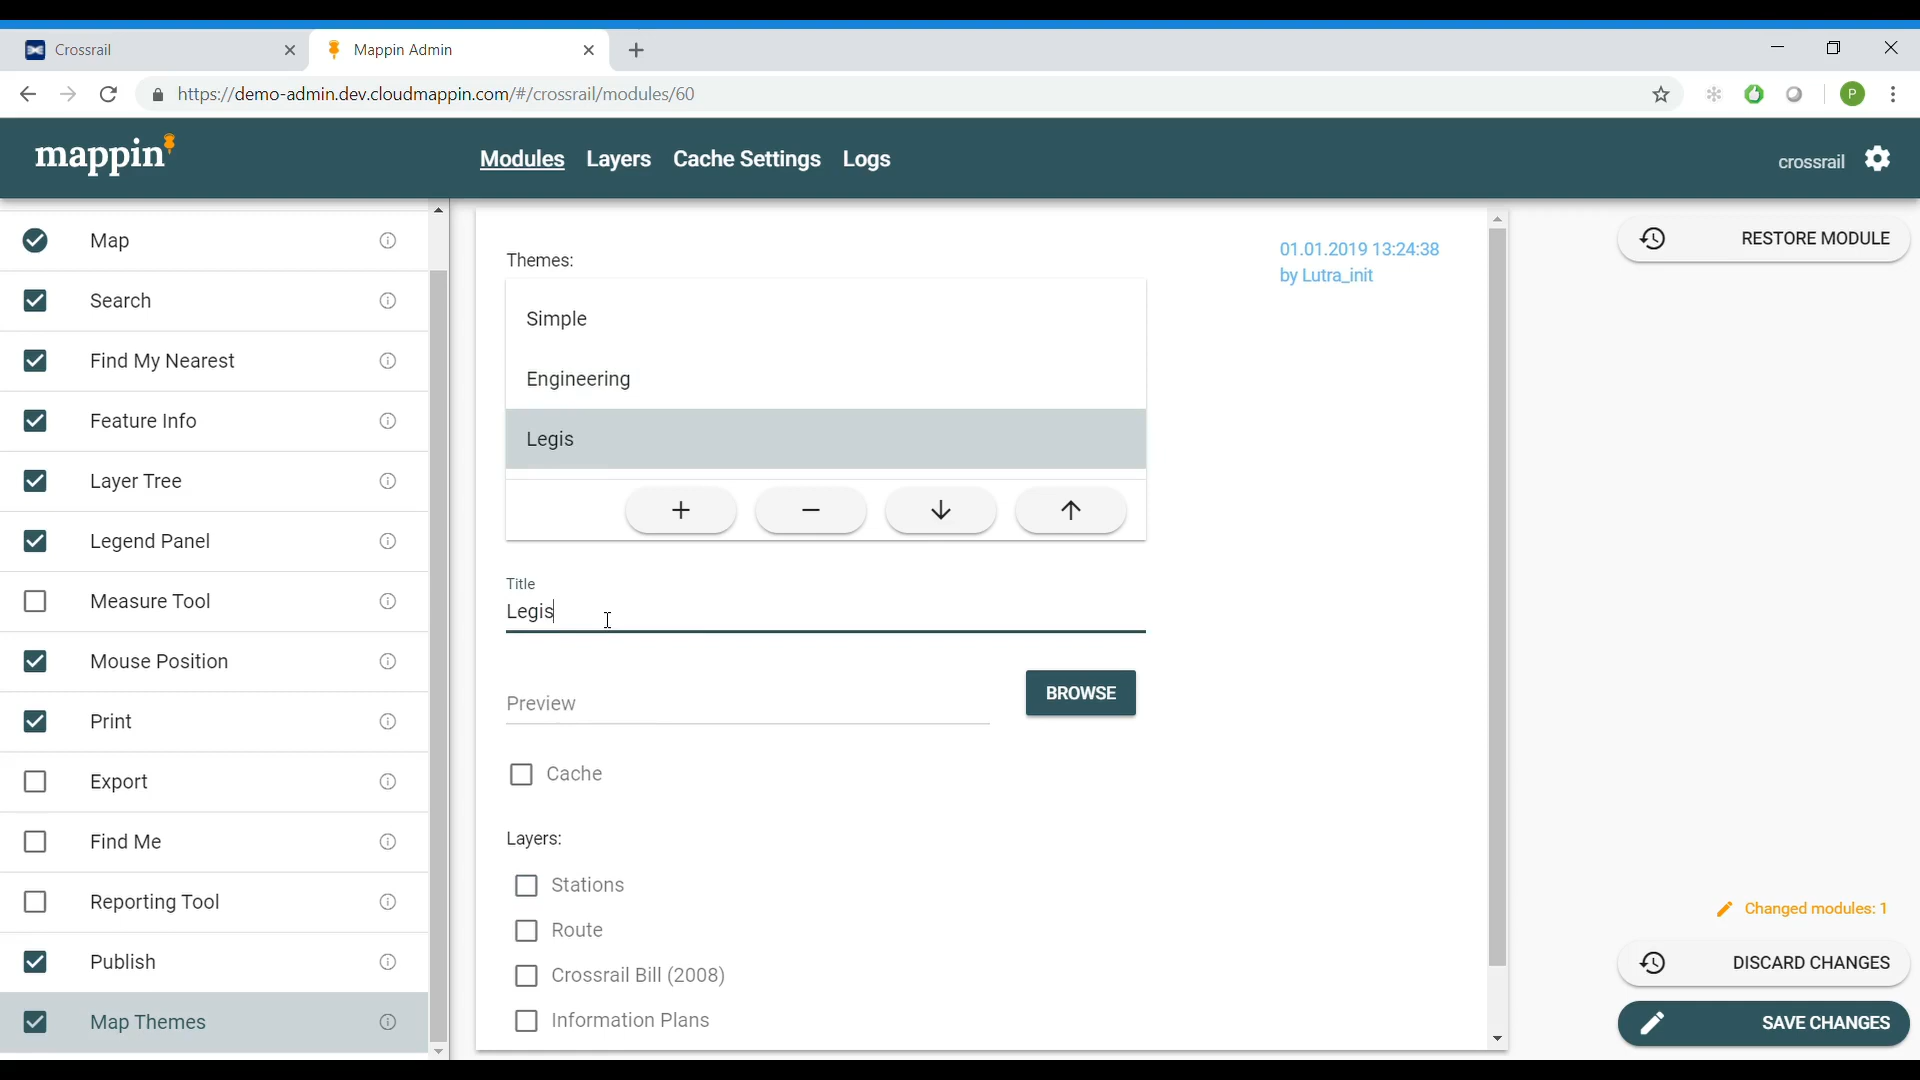 Crossrail
Mappin Admin
https://demo-admin.dev.cloudmappin.com/#/crossrail/modules/60
P
mappin
Modules Layers Cache Settings Logs
crossrail
Map
Search
Find My Nearest
Feature Info
Layer Tree
Legend Panel
Measure Tool
Mouse Position
Print
Export
Find Me
Reporting Tool
Publish
Map Themes
Themes:
Simple
Engineering
Legis
Title
Legis
Preview
BROWSE
Cache
Layers:
Stations
Route
Crossrail Bill (2008)
Information Plans
01.01.2019 13:24:38
by Lutra_init
RESTORE MODULE
Changed modules: 1
DISCARD CHANGES
SAVE CHANGES